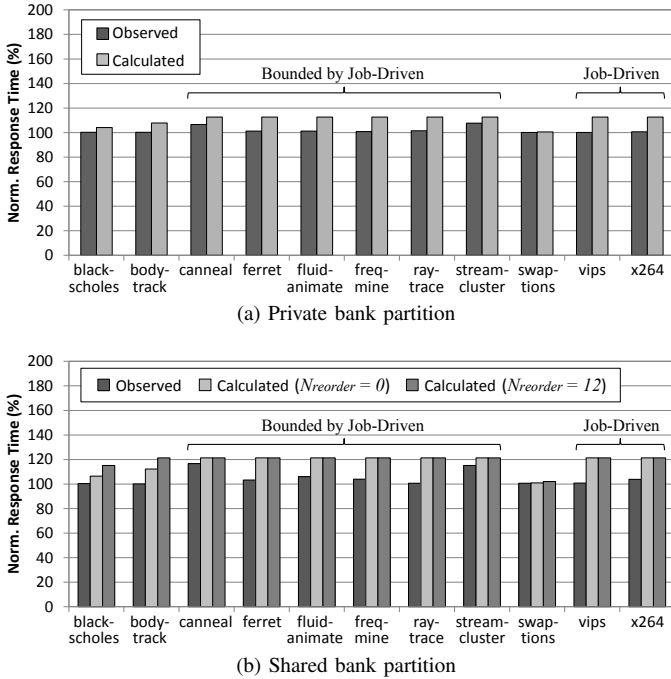 200
180
160
140
120
100
80
60
40
20
0
Norm. Response Time (%)
Observed
Calculated
Bounded by Job-Driven
Job-Driven
black-scholes
body-track
canneal
ferret
fluid-animate
freq-mine
ray-trace
stream-cluster
swap-tions
vips
x264
(a) Private bank partition
200
180
160
140
120
100
80
60
40
20
0
Norm. Response Time (%)
Observed Calculated (Nreorder = 0) Calculated (Nreorder = 12)
Bounded by Job-Driven
Job-Driven
black-scholes
body-track
canneal
ferret
fluid-animate
freq-mine
ray-trace
stream-cluster
swap-tions
vips
x264
(b) Shared bank partition